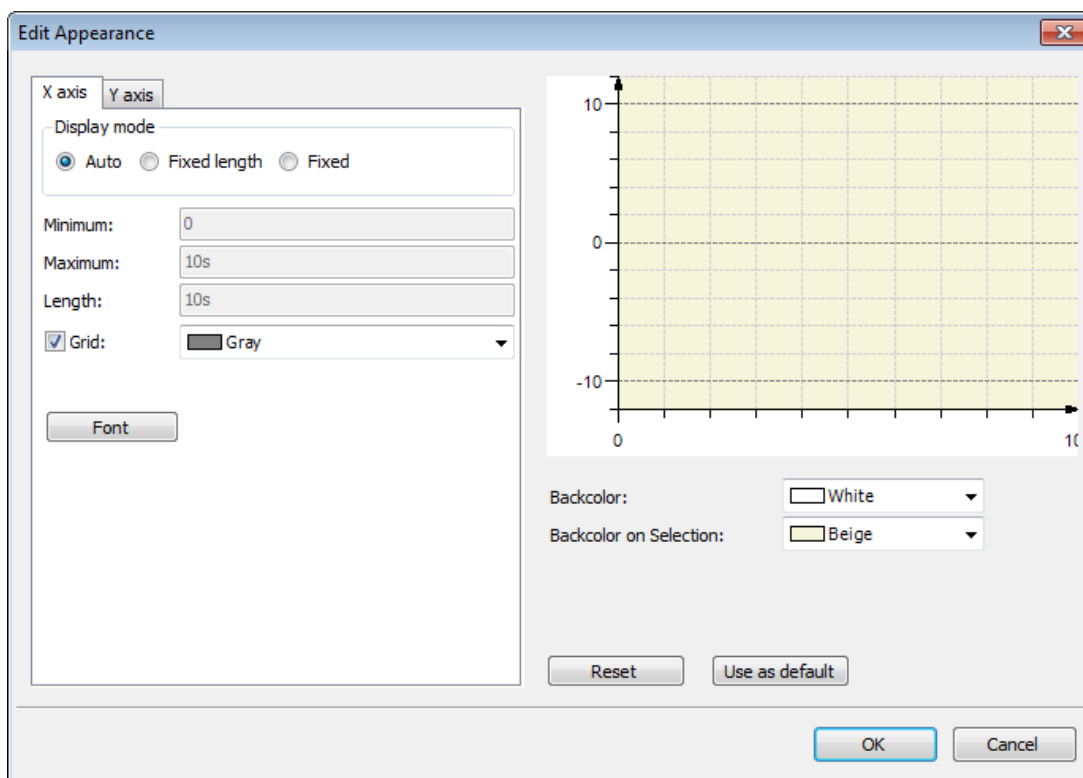 Edit Appearance
X axis
Y axis
Display mode
Auto
Fixed length
Fixed
Minimum:
0
Maximum:
10s
Length:
10s
Grid:
Gray
Font
10
0
-10
0
10
Backcolor:
White
Backcolor on Selection:
Beige
Reset
Use as default
OK
Cancel